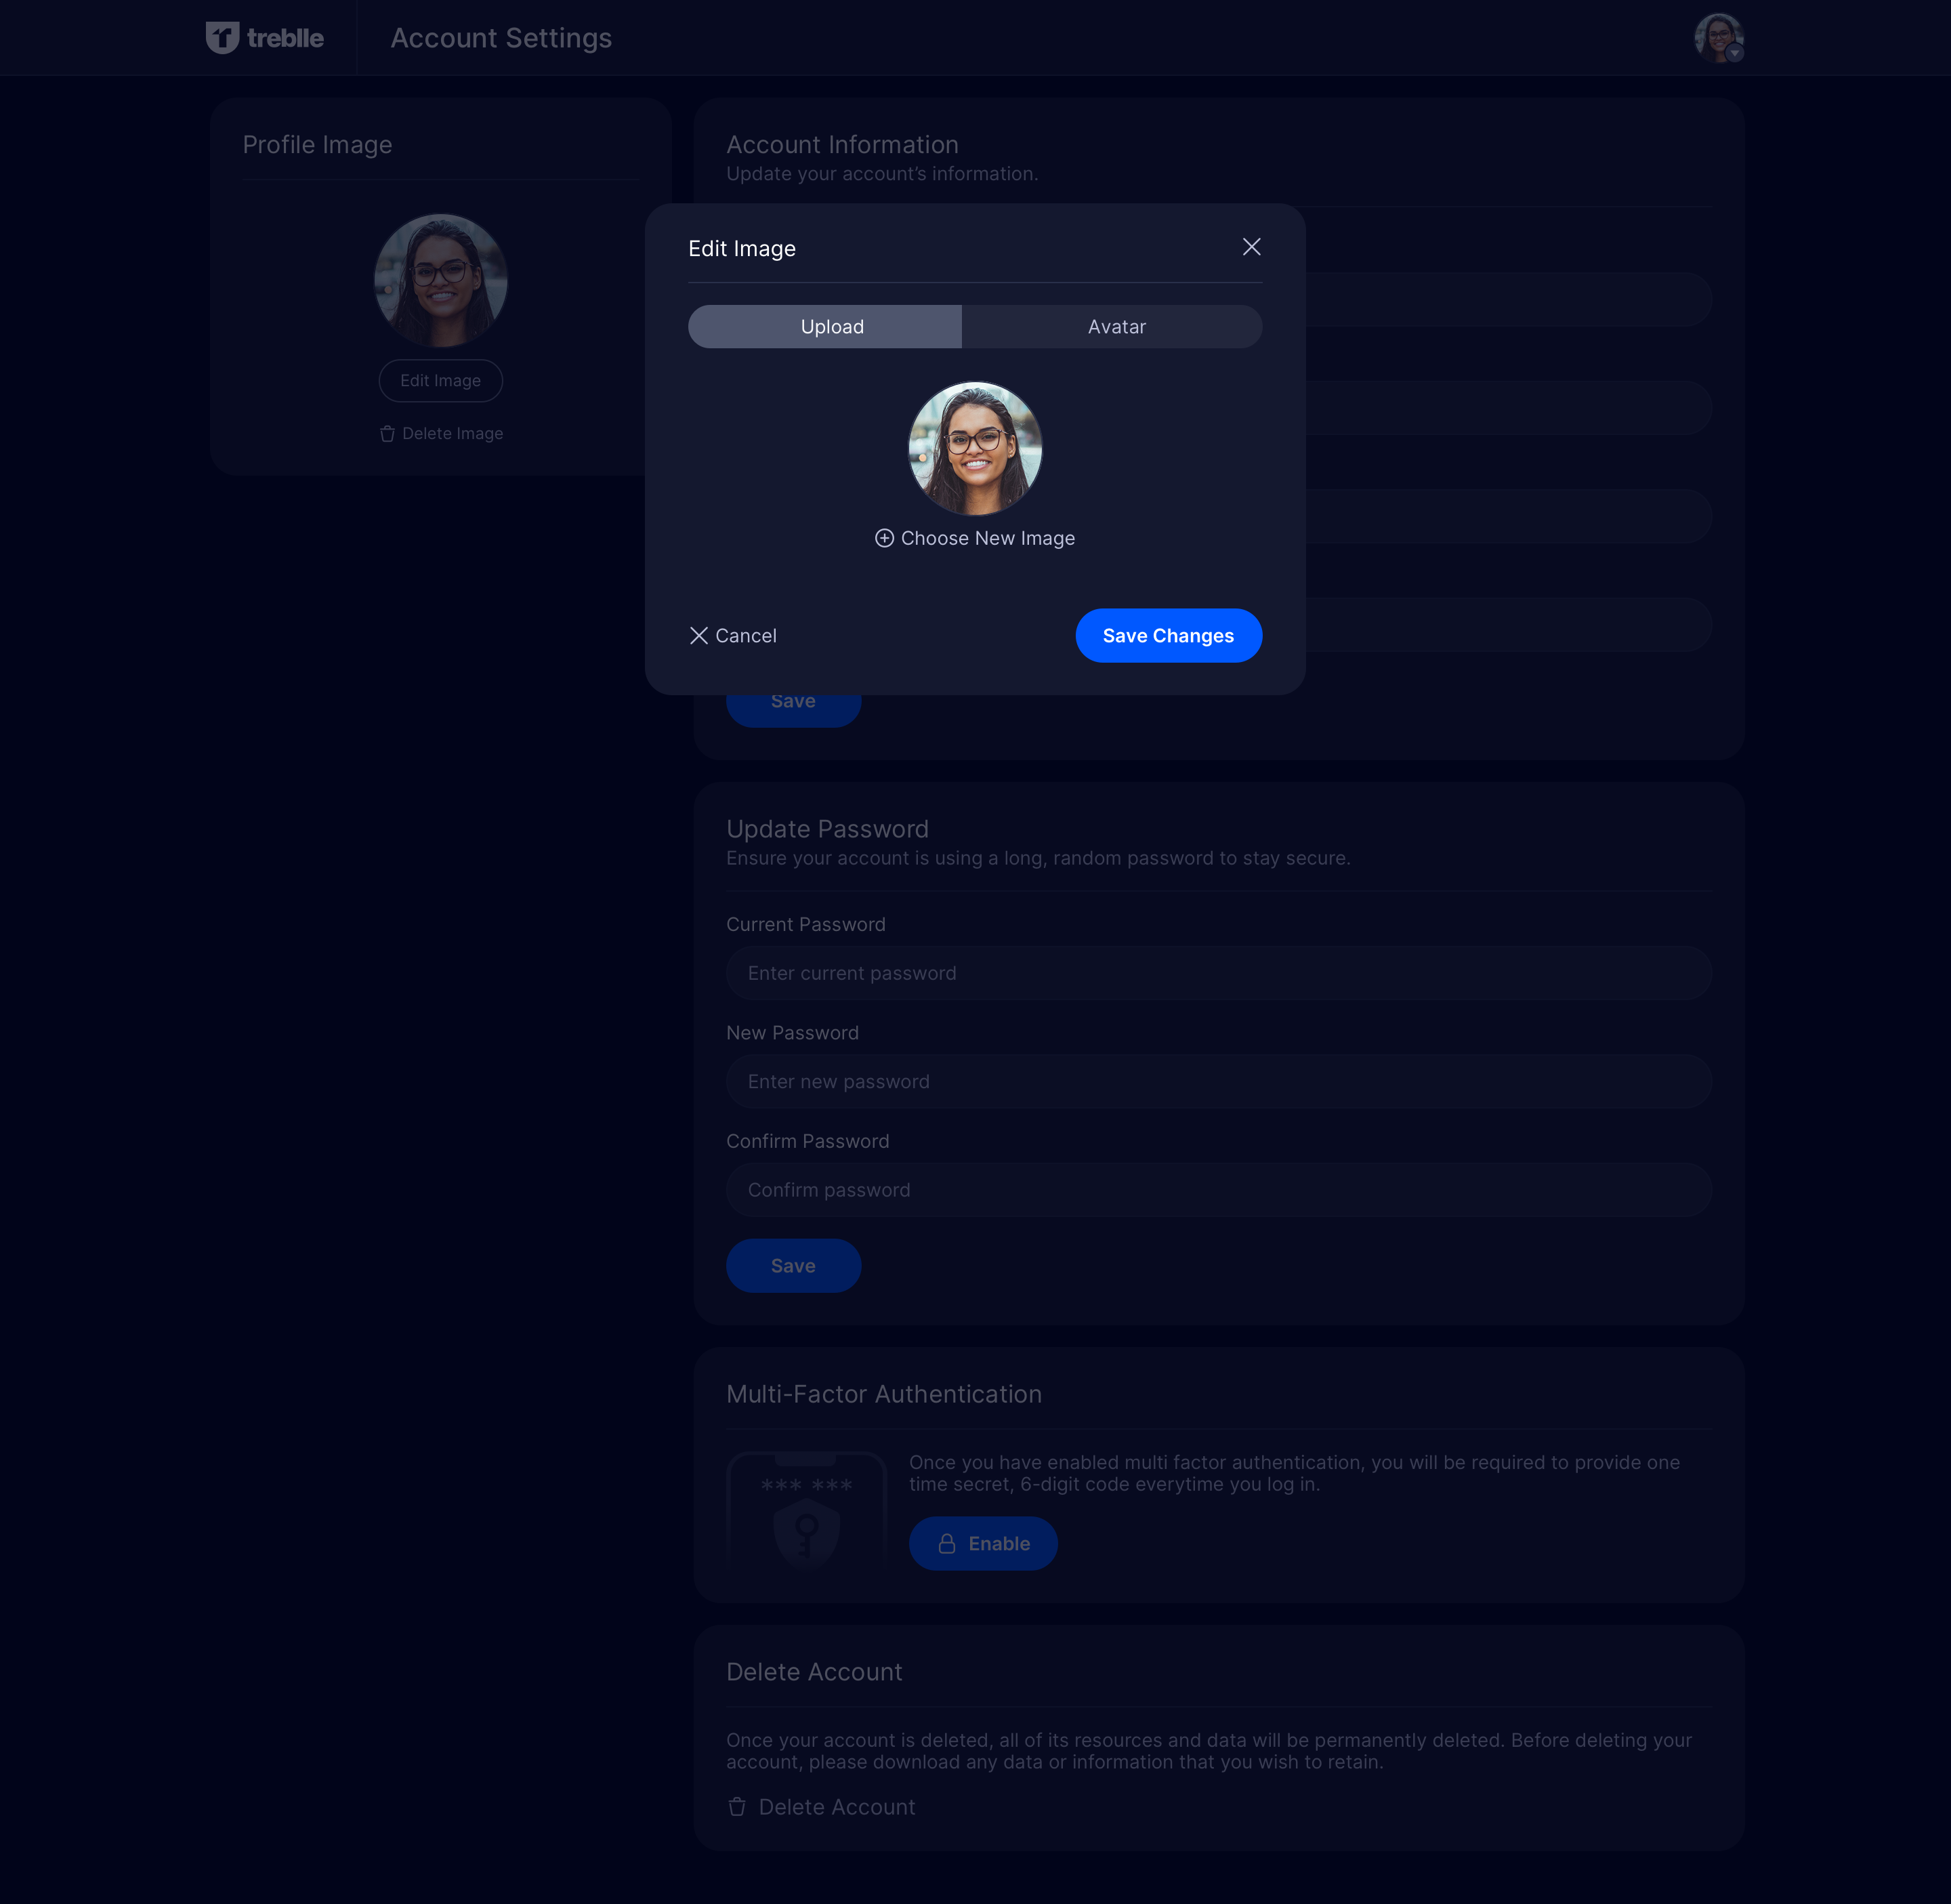 treblle
Account Settings
Profile Image
Edit Image
Delete Image
Account Information
Update your account’s information.
Edit Image
Upload
Avatar
Choose New Image
Cancel
Save Changes
Save
Update Password
Ensure your account is using a long, random password to stay secure.
Current Password
Enter current password
New Password
Enter new password
Confirm Password
Confirm password
Save
Multi-Factor Authentication
*** ***
Once you have enabled multi factor authentication, you will be required to provide one
time secret, 6-digit code everytime you log in.
Enable
Delete Account
Once your account is deleted, all of its resources and data will be permanently deleted. Before deleting your
account, please download any data or information that you wish to retain.
Delete Account